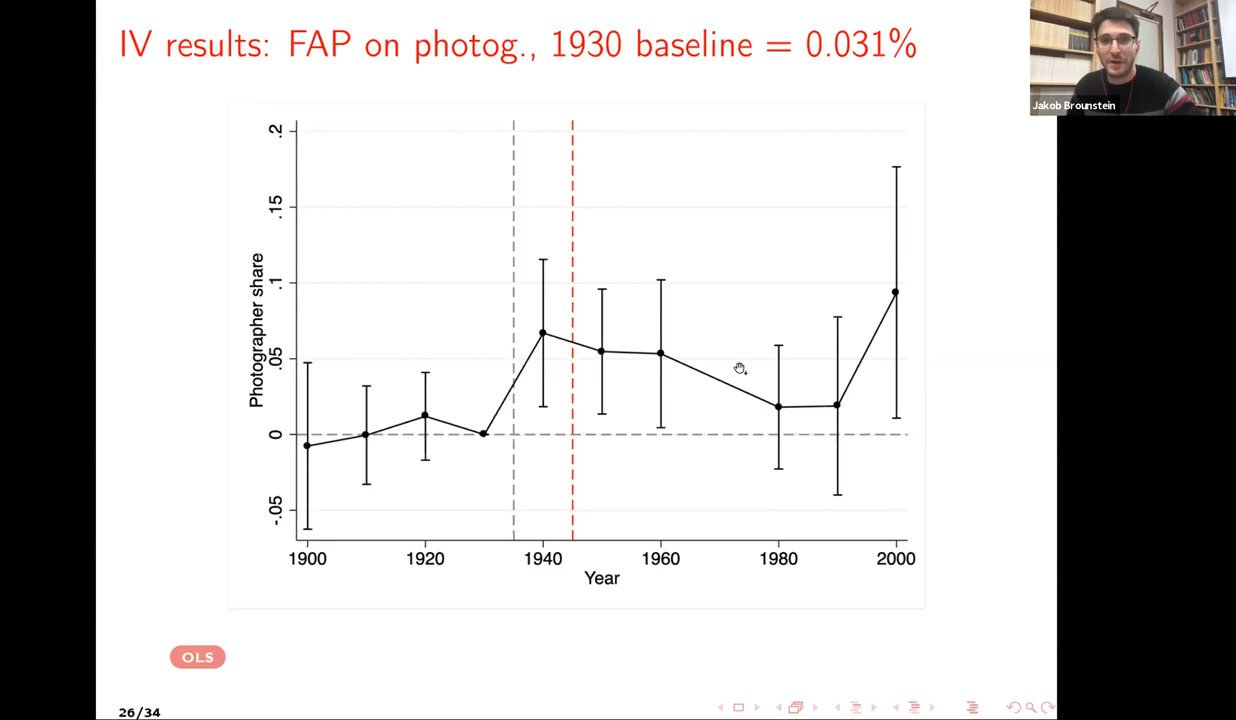 IV results: FAP on photog., 1930 baseline = 0.031%
Jakob Brounstein
Photographer share
.2
.15
.1
.05
0
-.05
1900
1920
1940
1960
1980
2000
Year
OLS
26/34